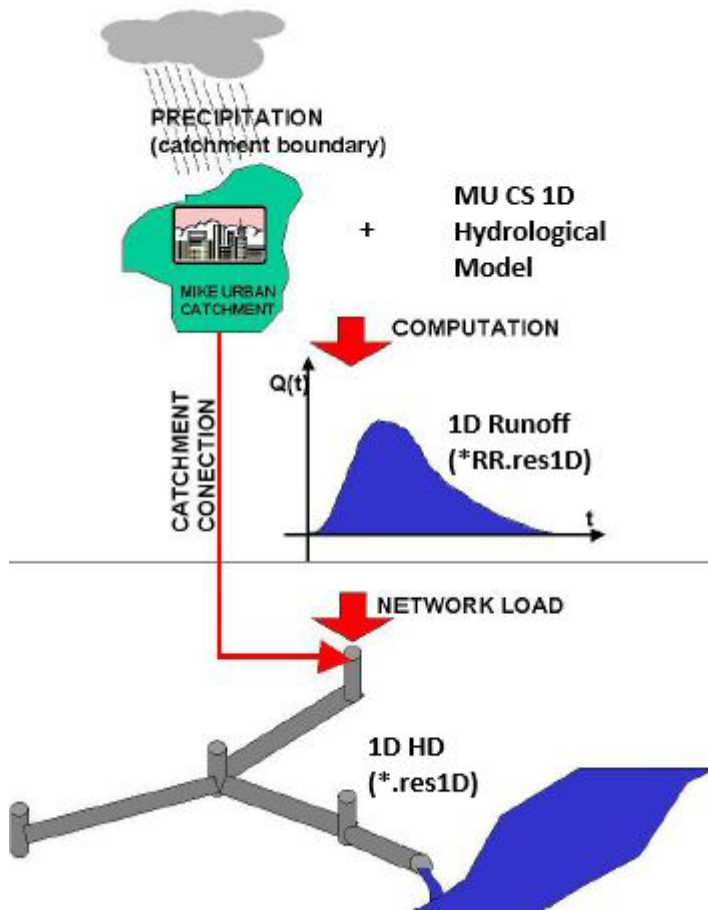 PRECIPITATION
(catchment boundary)
MU CS 1D
Hydrological
Model
+
MIKE URBAN
CATCHMENT
COMPUTATION
Q(t)
1D Runoff
(*RR.res1D)
t
CATCHMENT
CONECTION
NETWORK LOAD
1D HD
(*.res1D)